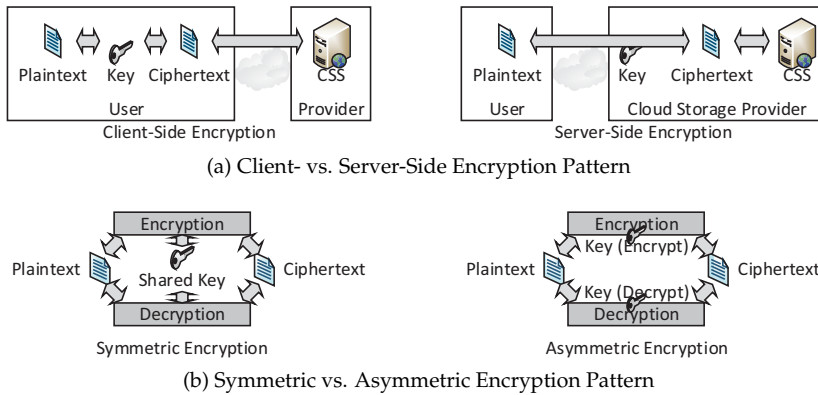 Plaintext Key Ciphertext CSS
User Provider
Client-Side Encryption
Plaintext Key Ciphertext CSS
User Cloud Storage Provider
Server-Side Encryption
(a) Client- vs. Server-Side Encryption Pattern
Encryption
Plaintext Shared Key Ciphertext
Decryption
Symmetric Encryption
Encryption
Key (Encrypt)
Plaintext Ciphertext
Key (Decrypt)
Decryption
Asymmetric Encryption
(b) Symmetric vs. Asymmetric Encryption Pattern